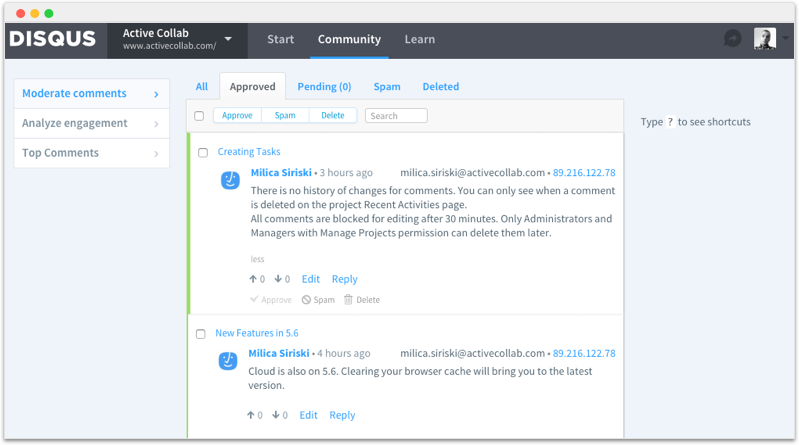 DISQUS
Active Collab
www.activecollab.com/
Start Community Learn
Moderate comments
Analyze engagement
Top Comments
All Approved Pending (0) Spam Deleted
Approve Spam Delete Search
Type ? to see shortcuts
Creating Tasks
Milica Siriski • 3 hours ago milica.siriski@activecollab.com • 89.216.122.78
There is no history of changes for comments. You can only see when a comment
is deleted on the project Recent Activities page.
All comments are blocked for editing after 30 minutes. Only Administrators and
Managers with Manage Projects permission can delete them later.
less
0 0 Edit Reply
Approve Spam Delete
New Features in 5.6
Milica Siriski • 4 hours ago milica.siriski@activecollab.com • 89.216.122.78
Cloud is also on 5.6. Clearing your browser cache will bring you to the latest
version.
0 0 Edit Reply